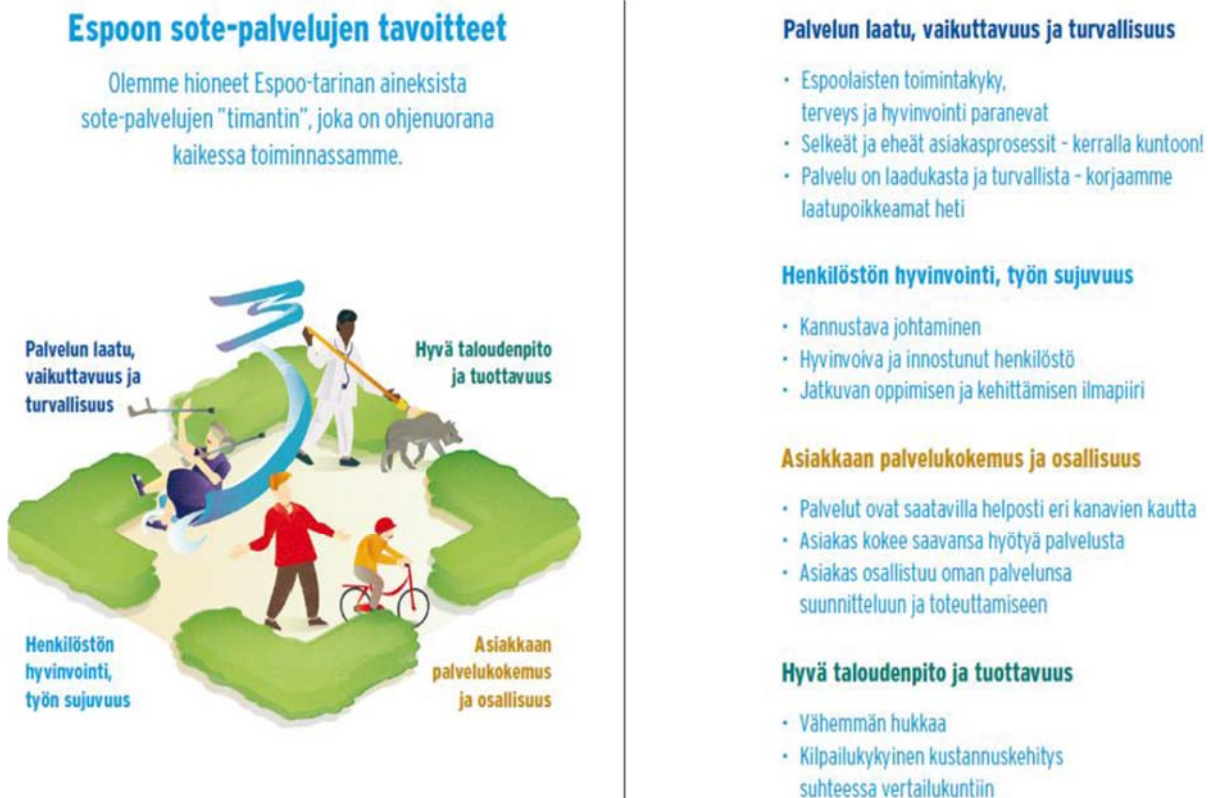 Espoon sote-palvelujen tavoitteet
Olemme hioneet Espoo-tarinan aineksista
sote-palvelujen "timantin", joka on ohjenuorana
kaikessa toiminnassamme.
Palvelun laatu,
vaikuttavuus ja
turvallisuus
Hyvä taloudenpito
ja tuottavuus
Henkilöstön
hyvinvointi,
työn sujuvuus
Asiakkaan
palvelukokemus
ja osallisuus
Palvelun laatu, vaikuttavuus ja turvallisuus
• Espoolaisten toimintakyky,
terveys ja hyvinvointi paranevat
• Selkeät ja eheät asiakasprosessit - kerralla kuntoon!
• Palvelu on laadukasta ja turvallista - korjaamme
laatupoikkeamat heti
Henkilöstön hyvinvointi, työn sujuvuus
• Kannustava johtaminen
• Hyvinvoiva ja innostunut henkilöstö
• Jatkuvan oppimisen ja kehittämisen ilmapiiri
Asiakkaan palvelukokemus ja osallisuus
• Palvelut ovat saatavilla helposti eri kanavien kautta
• Asiakas kokee saavansa hyötyä palvelusta
• Asiakas osallistuu oman palvelunsa
suunnitteluun ja toteuttamiseen
Hyvä taloudenpito ja tuottavuus
• Vähemmän hukkaa
• Kilpailukykyinen kustannuskehitys
suhteessa vertailukuntiin